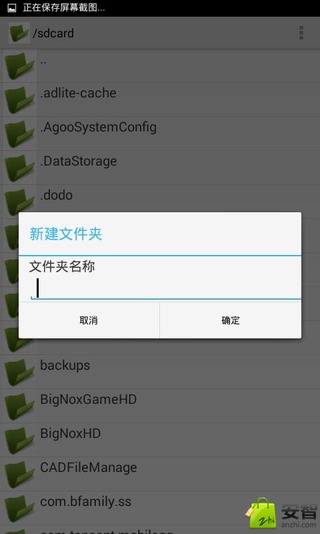 正在保存屏幕截图...
/sdcard
..
.adlite-cache
.AgooSystemConfig
.DataStorage
.dodo
新建文件夹
文件夹名称
取消
确定
backups
BigNoxGameHD
BigNoxHD
CADFileManage
com.bfamily.ss
安智
anzhi.com